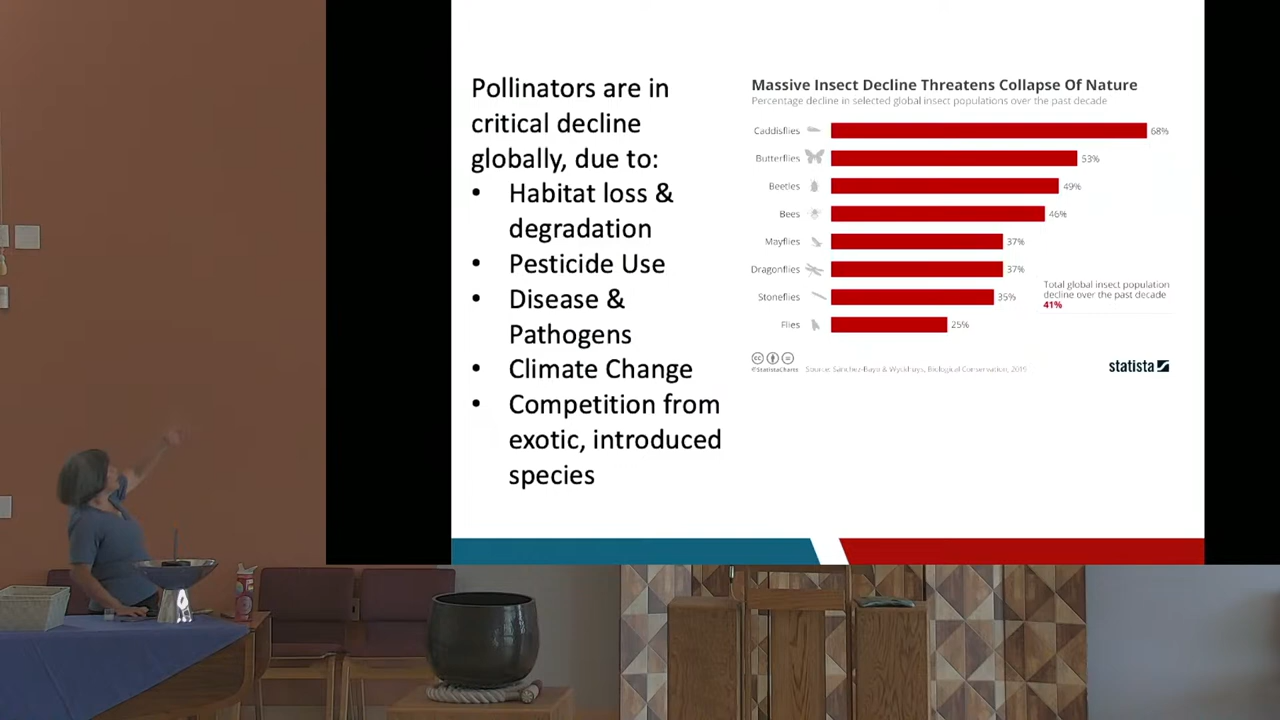 Pollinators are in
critical decline
globally, due to:
• Habitat loss &
degradation
• Pesticide Use
• Disease &
Pathogens
• Climate Change
• Competition from
exotic, introduced
species
Massive Insect Decline Threatens Collapse Of Nature
Percentage decline in selected global insect populations over the past decade
Caddisflies 68%
Butterflies 53%
Beetles 49%
Bees 46%
Mayflies 37%
Dragonflies 37%
Stoneflies 35%
Flies 25%
Total global insect population
decline over the past decade
41%
@StatistaCharts Source: Sánchez-Bayo & Wyckhuys, Biological Conservation, 2019
statista